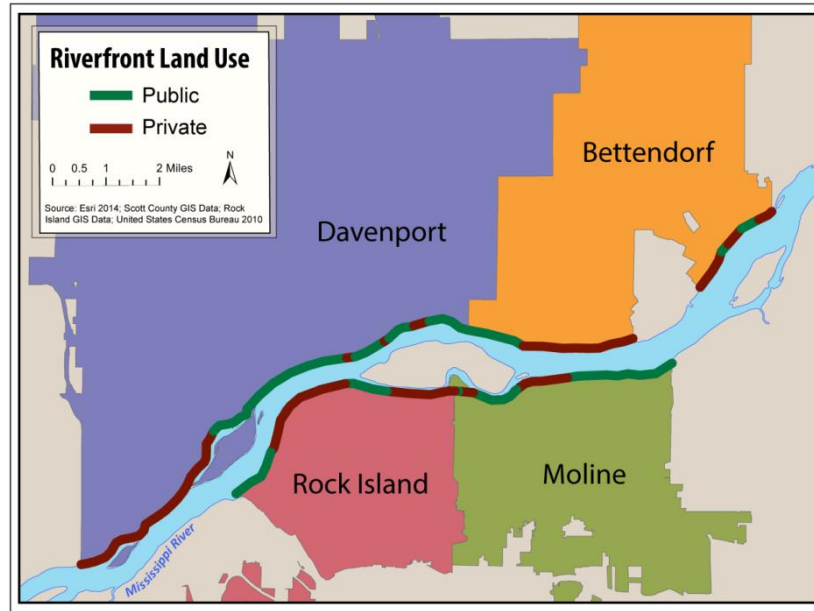 Riverfront Land Use
Public
Private
0 0.5 1 2 Miles
N
Source: Esri 2014; Scott County GIS Data; Rock
Island GIS Data; United States Census Bureau 2010
Bettendorf
Davenport
Rock Island
Moline
Mississippi River